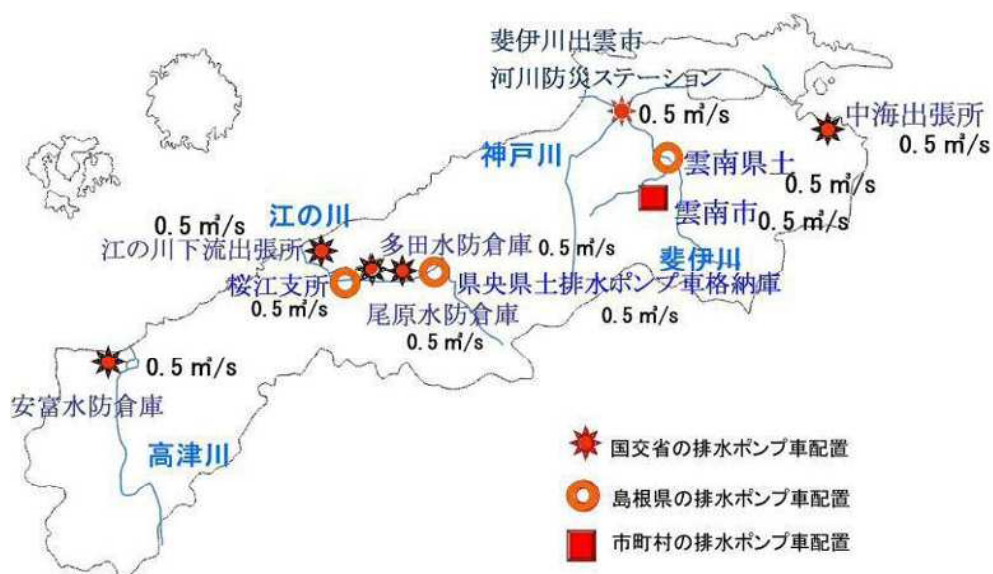 斐伊川出雲市
河川防災ステーション
0.5㎥/s
中海出張所
0.5㎥/s
神戸川
雲南県土
0.5㎥/s
雲南市
0.5㎥/s
斐伊川
0.5㎥/s
江の川
江の川下流出張所
多田水防倉庫
0.5㎥/s
桜江支所
県央県土排水ポンプ車格納庫
0.5㎥/s
尾原水防倉庫
0.5㎥/s
0.5㎥/s
0.5㎥/s
安富水防倉庫
高津川
国交省の排水ポンプ車配置
島根県の排水ポンプ車配置
市町村の排水ポンプ車配置